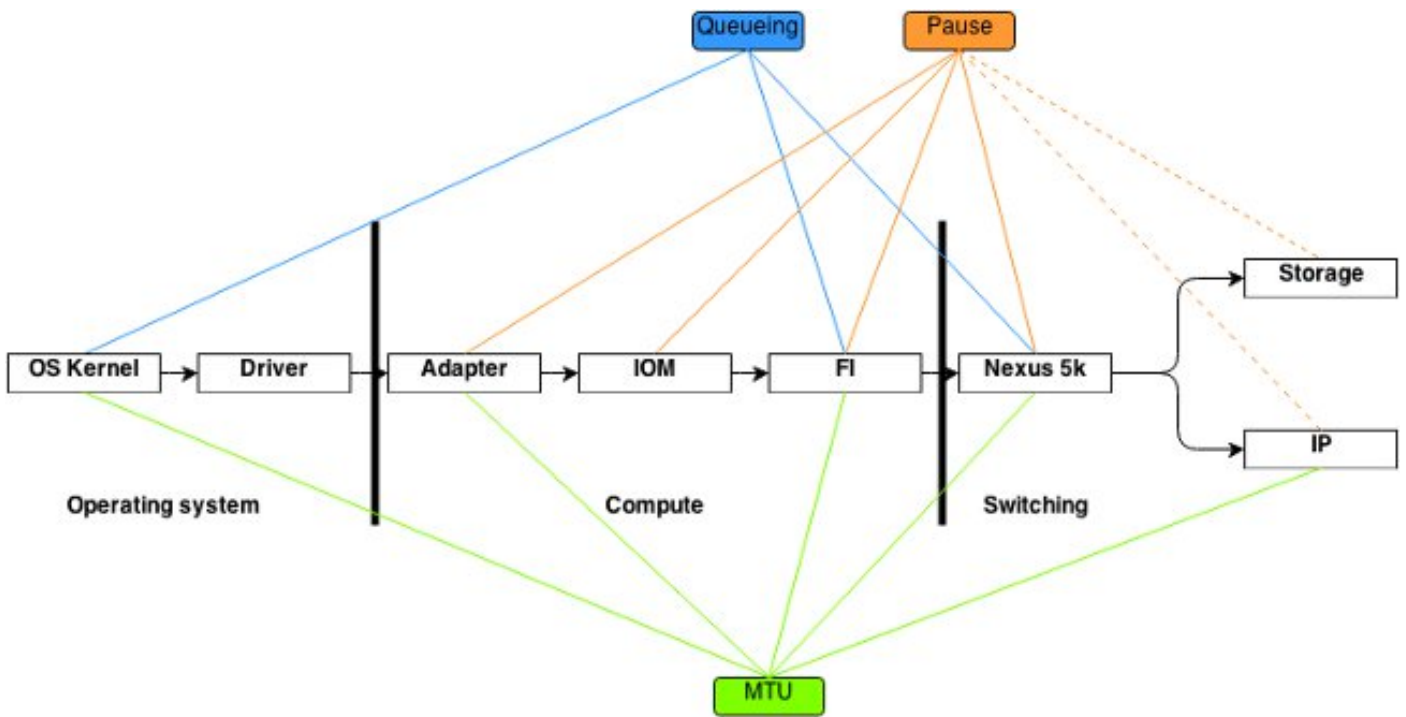 Queueing
Pause
Storage
OS Kernel
Driver
Adapter
IOM
FI
Nexus 5k
IP
Operating system
Compute
Switching
MTU